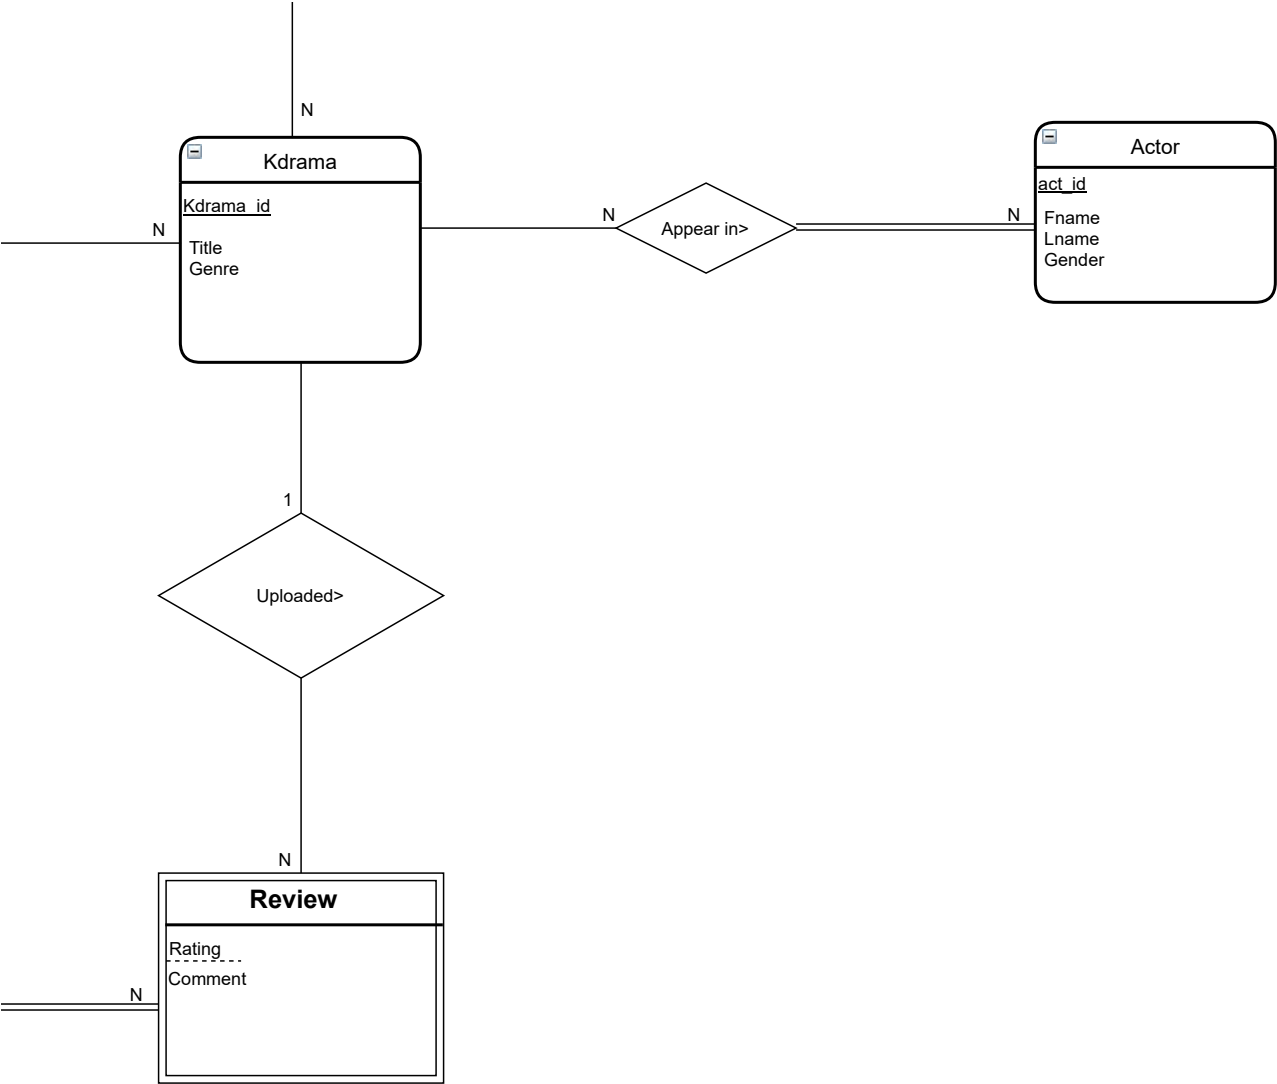 N
Kdrama
Kdrama_id
Title
Genre
N
N
Appear in>
N
Actor
act_id
Fname
Lname
Gender
1
Uploaded>
N
Review
Rating
Comment
N